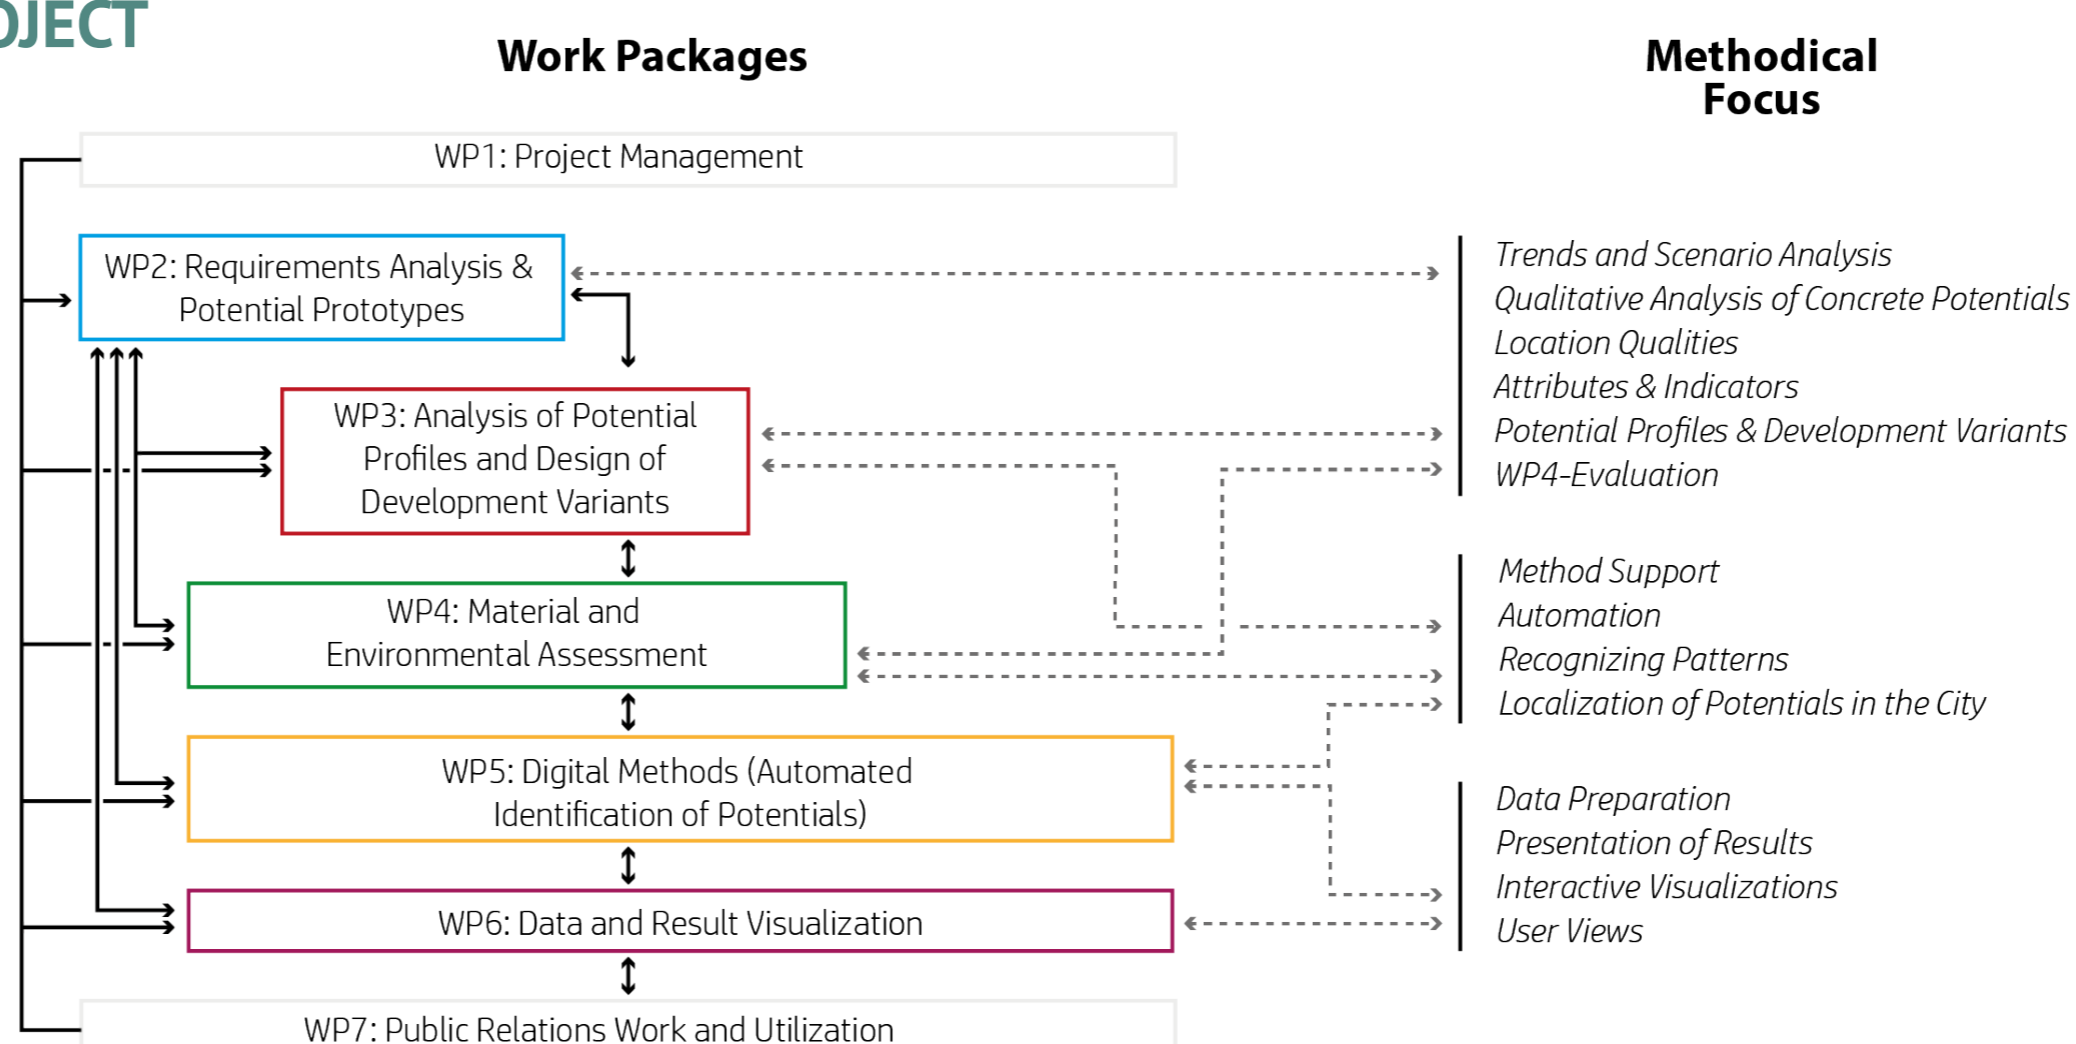 OJECT
Work Packages
Methodical
Focus
WP1: Project Management
WP2: Requirements Analysis &
Potential Prototypes
WP3: Analysis of Potential
Profiles and Design of
Development Variants
WP4: Material and
Environmental Assessment
WP5: Digital Methods (Automated
Identification of Potentials)
WP6: Data and Result Visualization
WP7: Public Relations Work and Utilization
Trends and Scenario Analysis
Qualitative Analysis of Concrete Potentials
Location Qualities
Attributes & Indicators
Potential Profiles & Development Variants
WP4-Evaluation
Method Support
Automation
Recognizing Patterns
Localization of Potentials in the City
Data Preparation
Presentation of Results
Interactive Visualizations
User Views